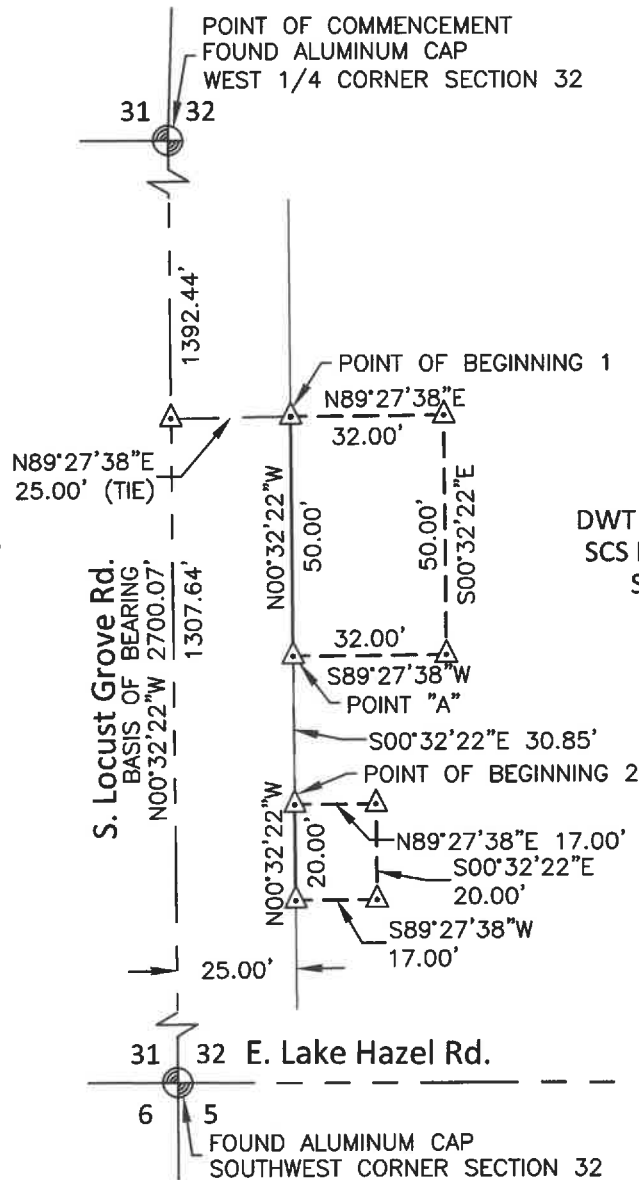 POINT OF COMMENCEMENT
FOUND ALUMINUM CAP
WEST 1/4 CORNER SECTION 32
31 32
1392.44'
POINT OF BEGINNING 1
N89°27'38"E
32.00'
N89°27'38"E
25.00' (TIE)
N00°32'22"W
50.00'
50.00'
S00°32'22"E
DWT
SCS
S
S. Locust Grove Rd.
BASIS OF BEARING
N00°32'22"W 2700.07'
1307.64'
32.00'
S89°27'38"W
POINT "A"
S00°32'22"E 30.85'
POINT OF BEGINNING 2
N00°32'22"W
20.00'
N89°27'38"E 17.00'
S00°32'22"E
20.00'
S89°27'38"W
17.00'
25.00'
31 32 E. Lake Hazel Rd.
6 5
FOUND ALUMINUM CAP
SOUTHWEST CORNER SECTION 32